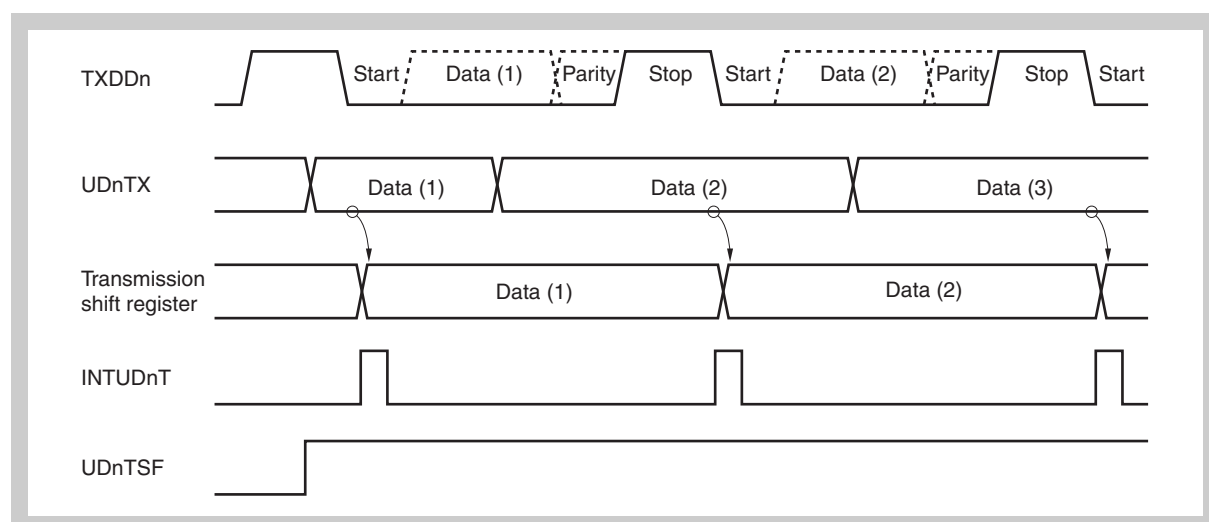 TXDDn
Start Data (1) Parity Stop Start Data (2) Parity Stop Start
UDnTX
Data (1) Data (2) Data (3)
Transmission
shift register
Data (1) Data (2)
INTUDnT
UDnTSF